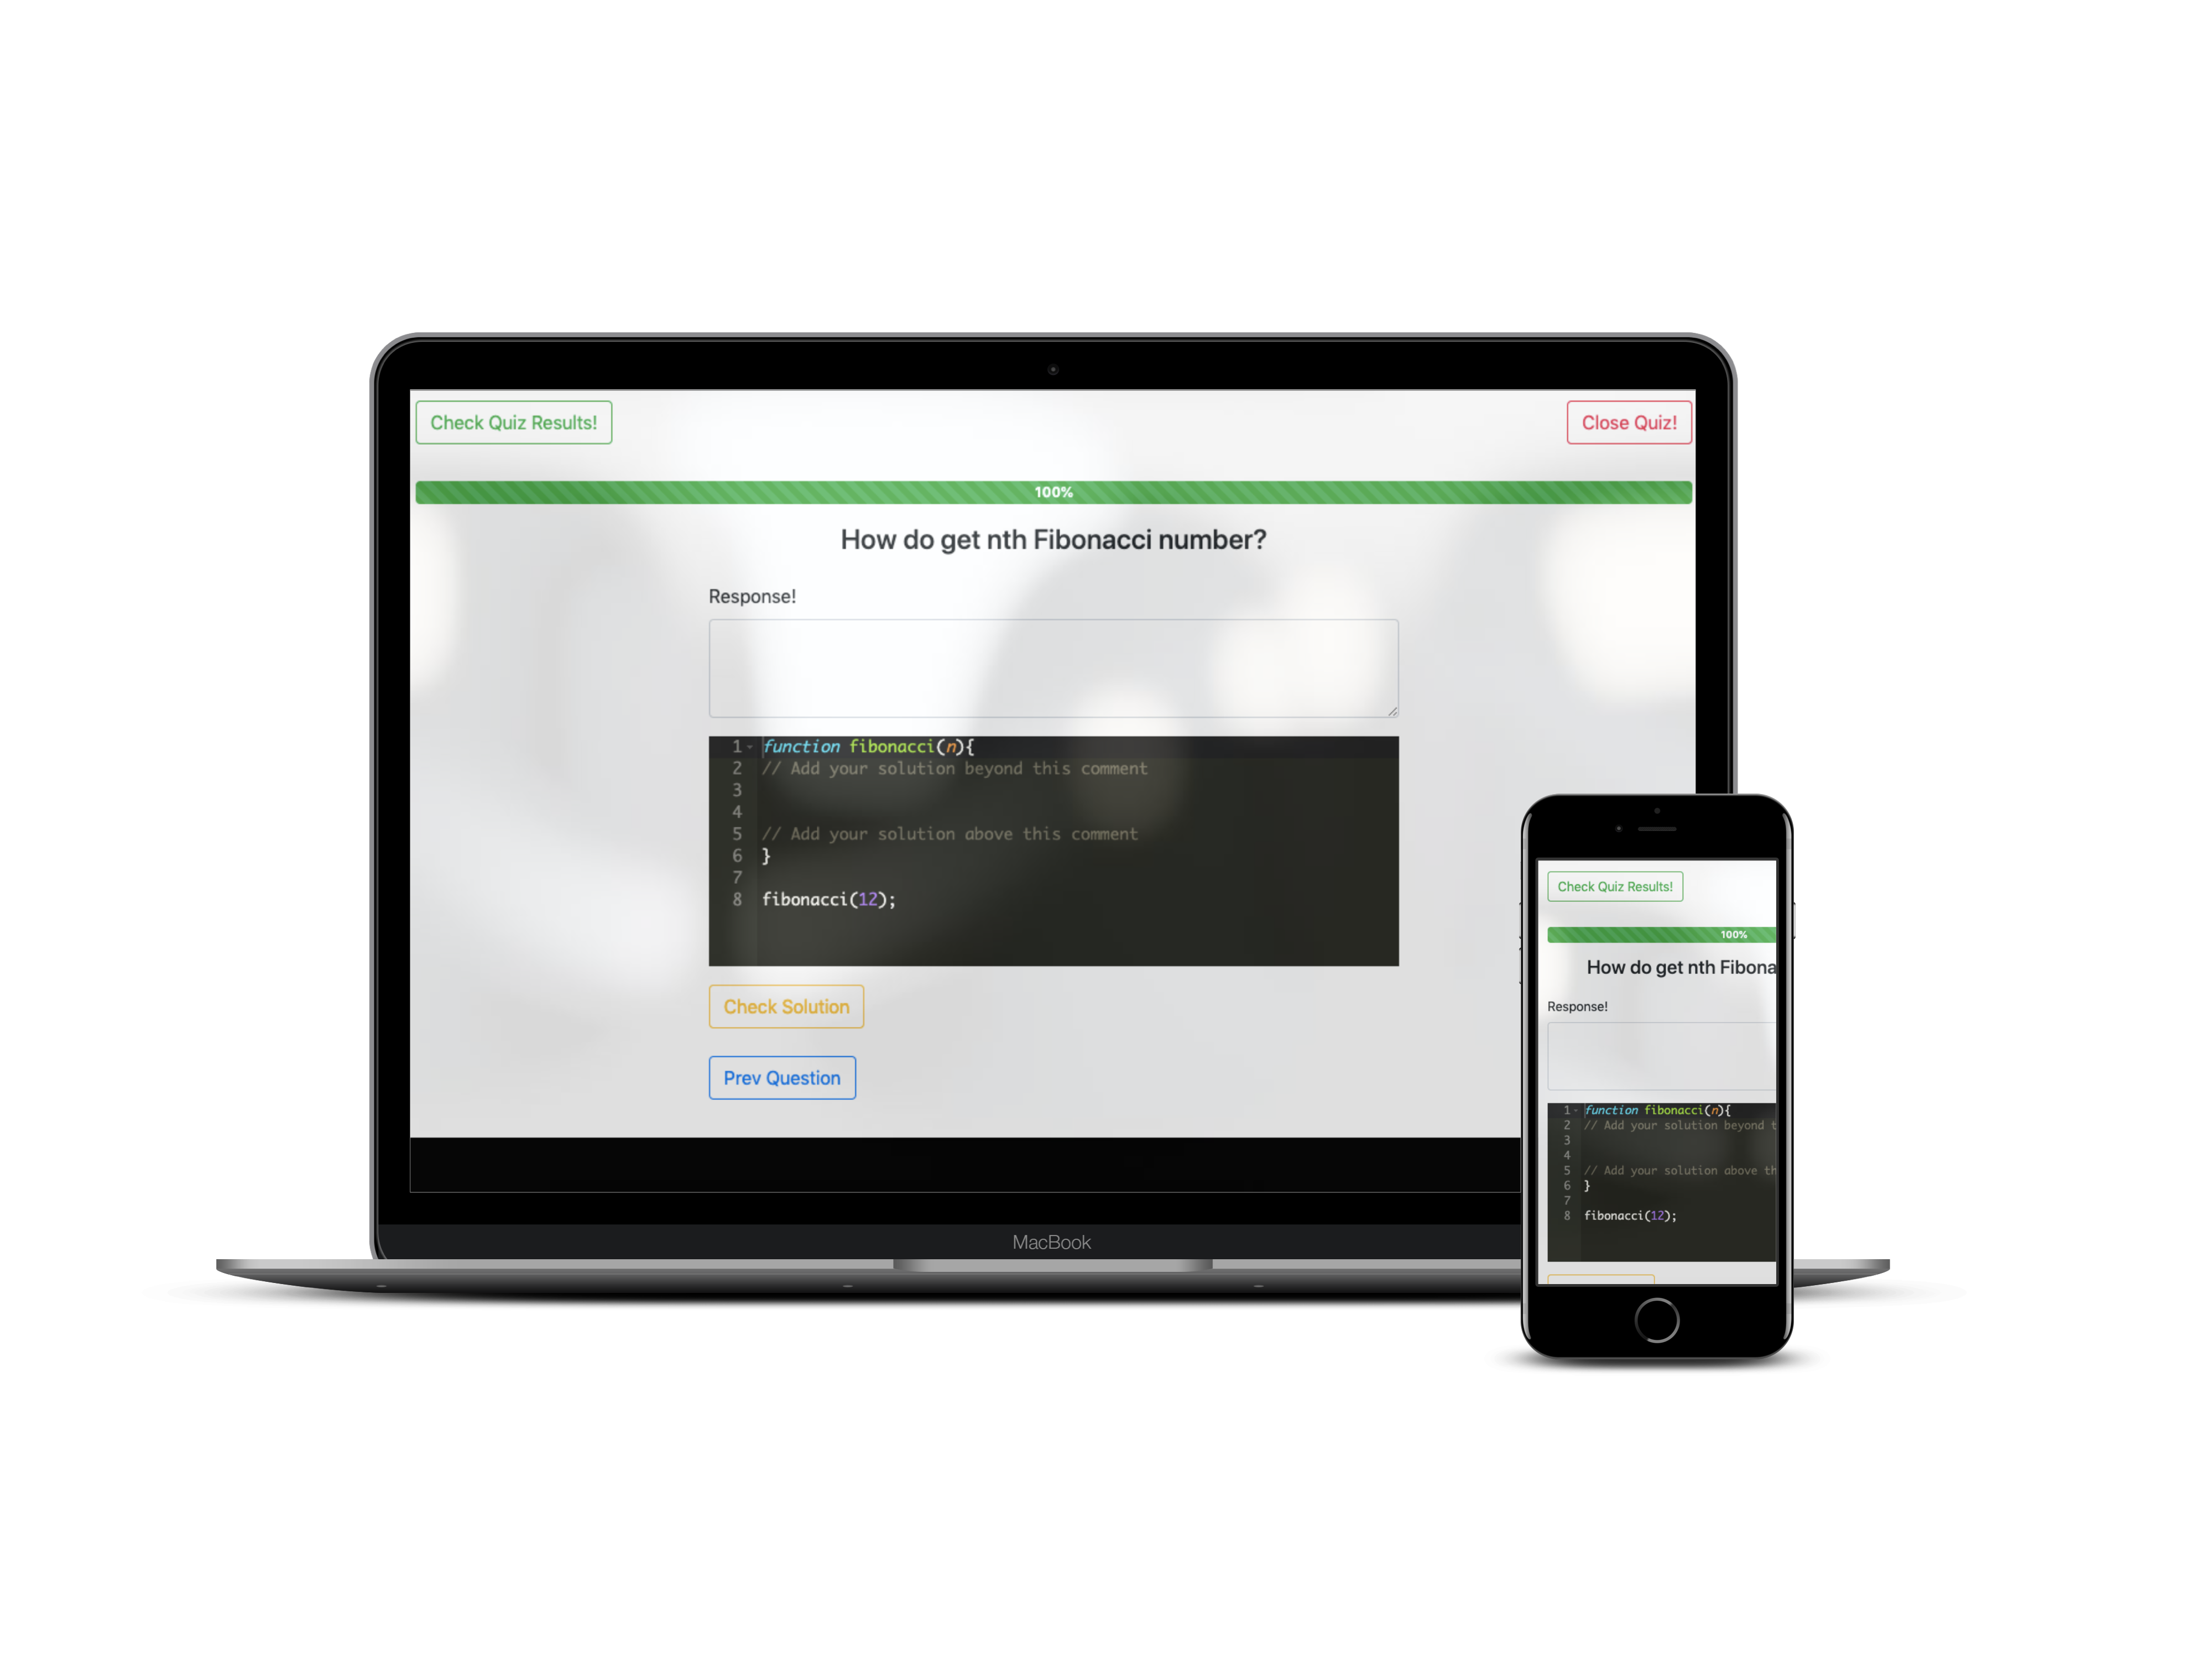 Check Quiz Results!
Close Quiz!
100%
How do get nth Fibonacci number?
Response!
1 function fibonacci(n){
2 // Add your solution beyond this comment
3
4
5 // Add your solution above this comment
6 }
7
8 fibonacci(12);
Check Solution
Prev Question
MacBook
Check Quiz Results!
100%
How do get nth Fibona
Response!
1 function fibonacci(n){
2 // Add your solution beyond t
3
4
5 // Add your solution above th
6 }
7
8 fibonacci(12);